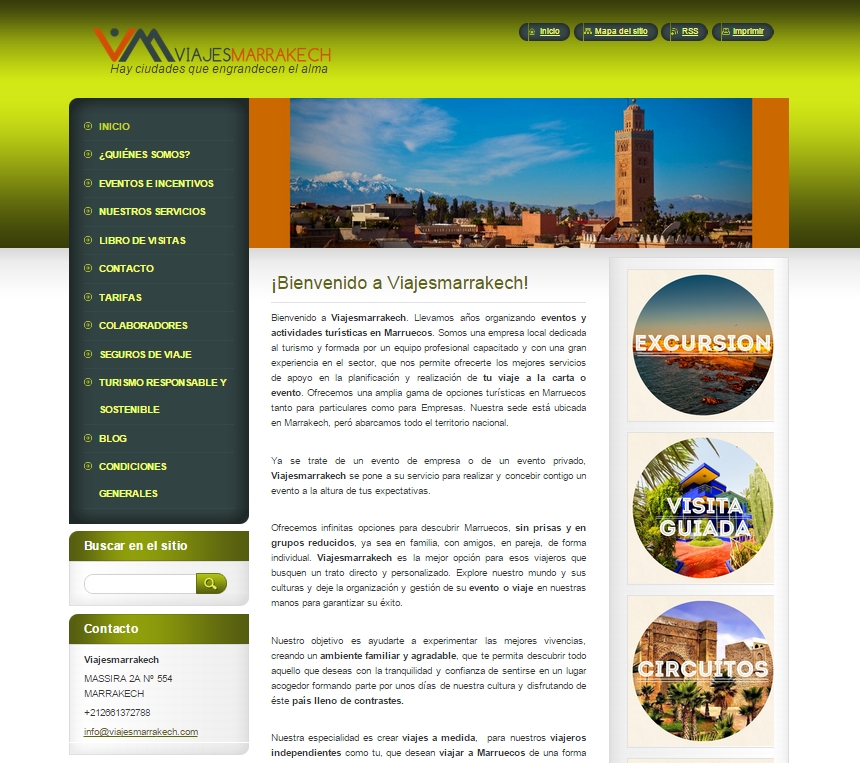 VIAJESMARRAKECH
Hay ciudades que engrandecen el alma
Inicio
Mapa del sitio
RSS
Imprimir
INICIO
¿QUIÉNES SOMOS?
EVENTOS E INCENTIVOS
NUESTROS SERVICIOS
LIBRO DE VISITAS
CONTACTO
TARIFAS
COLABORADORES
SEGUROS DE VIAJE
TURISMO RESPONSABLE Y
SOSTENIBLE
BLOG
CONDICIONES
GENERALES
Buscar en el sitio
Contacto
Viajesmarrakech
MASSIRA 2A Nº 554
MARRAKECH
+212661372788
info@viajesmarrakech.com
¡Bienvenido a Viajesmarrakech!
Bienvenido a Viajesmarrakech. Llevamos años organizando eventos y
actividades turísticas en Marruecos. Somos una empresa local dedicada
al turismo y formada por un equipo profesional capacitado y con una gran
experiencia en el sector, que nos permite ofrecerte los mejores servicios
de apoyo en la planificación y realización de tu viaje a la carta o
evento. Ofrecemos una amplia gama de opciones turísticas en Marruecos
tanto para particulares como para Empresas. Nuestra sede está ubicada
en Marrakech, peró abarcamos todo el territorio nacional.
Ya se trate de un evento de empresa o de un evento privado,
Viajesmarrakech se pone a su servicio para realizar y concebir contigo un
evento a la altura de tus expectativas.
Ofrecemos infinitas opciones para descubrir Marruecos, sin prisas y en
grupos reducidos, ya sea en familia, con amigos, en pareja, de forma
individual. Viajesmarrakech es la mejor opción para esos viajeros que
busquen un trato directo y personalizado. Explore nuestro mundo y sus
culturas y deje la organización y gestión de su evento o viaje en nuestras
manos para garantizar su éxito.
Nuestro objetivo es ayudarte a experimentar las mejores vivencias,
creando un ambiente familiar y agradable, que te permita descubrir todo
aquello que deseas con la tranquilidad y confianza de sentirse en un lugar
acogedor formando parte por unos días de nuestra cultura y disfrutando de
éste país lleno de contrastes.
Nuestra especialidad es crear viajes a medida, para nuestros viajeros
independientes como tu, que desean viajar a Marruecos de una forma
EXCURSION
VISITA
GUIADA
CIRCUITOS